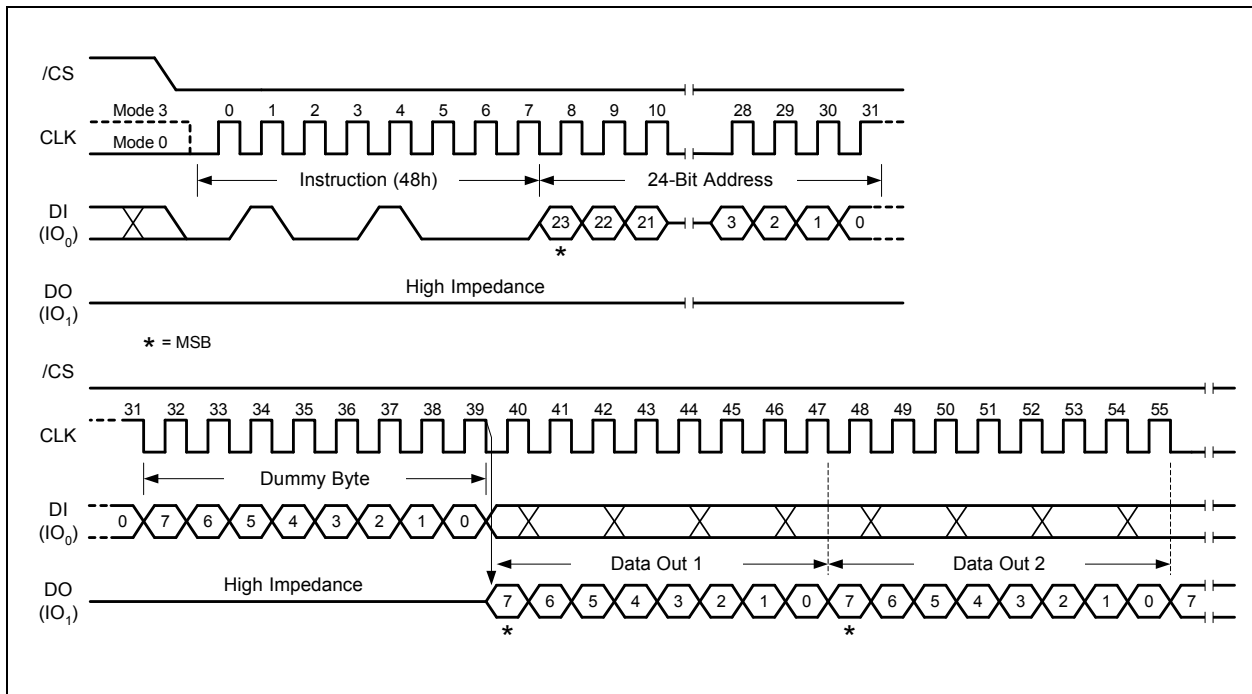 /CS
Mode 3 0 1 2 3 4 5 6 7 8 9 10 28 29 30 31
CLK Mode 0
Instruction (48h) 24-Bit Address
DI
(IO0) 23 22 21 3 2 1 0
*
High Impedance
DO
(IO1)
* = MSB
/CS
31 32 33 34 35 36 37 38 39 40 41 42 43 44 45 46 47 48 49 50 51 52 53 54 55
CLK
Dummy Byte
DI
(IO0) 0 7 6 5 4 3 2 1 0
Data Out 1 Data Out 2
High Impedance
DO
(IO1) 7 6 5 4 3 2 1 0 7 6 5 4 3 2 1 0 7
* *